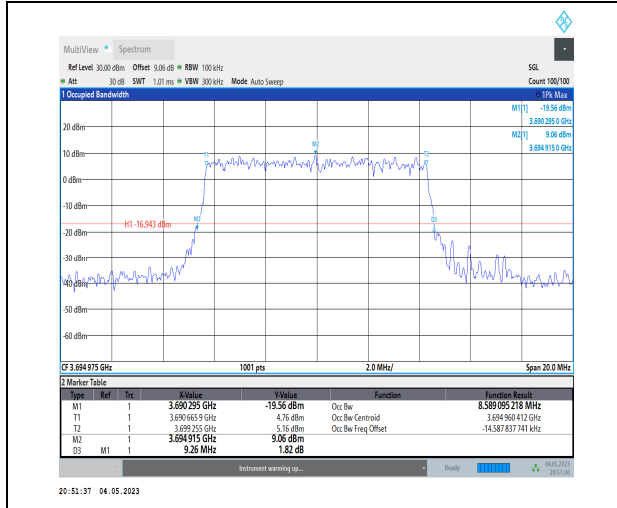 MultiView Spectrum
Ref Level 30.00 dBm Offset 9.06 dB RBW 100 kHz SGL
Att 30 dB SWT 1.01 ms VBW 300 kHz Mode Auto Sweep Count 100/100
1 Occupied Bandwidth 1Pk Max
M1[1] -19.56 dBm
3.690 295 0 GHz
M2[1] 9.06 dBm
3.694 915 0 GHz
20 dBm
M2
10 dBm
T1 T2
0 dBm
-10 dBm
M1 D3
H1 -16.943 dBm
-20 dBm
-30 dBm
-40 dBm
-50 dBm
-60 dBm
CF 3.694 975 GHz 1001 pts 2.0 MHz/ Span 20.0 MHz
2 Marker Table
Type Ref Trc X-Value Y-Value Function Function Result
M1 1 3.690 295 GHz -19.56 dBm Occ Bw 8.589 095 218 MHz
T1 1 3.690 665 9 GHz 4.76 dBm Occ Bw Centroid 3.694 960 412 GHz
T2 1 3.699 255 GHz 5.16 dBm Occ Bw Freq Offset -14.587 837 741 kHz
M2 1 3.694 915 GHz 9.06 dBm
D3 M1 1 9.26 MHz 1.82 dB
Instrument warming up... Ready 04.05.2023
20:51:36
20:51:37 04.05.2023